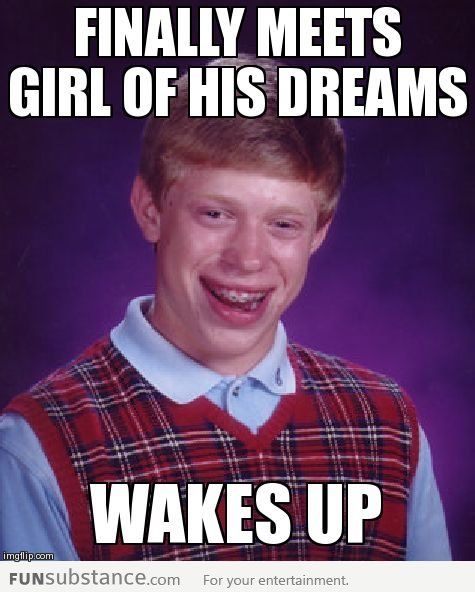 FINALLY MEETS
GIRL OF HIS DREAMS
WAKES UP
imgflip.com
FUNsubstance.com For your entertainment.